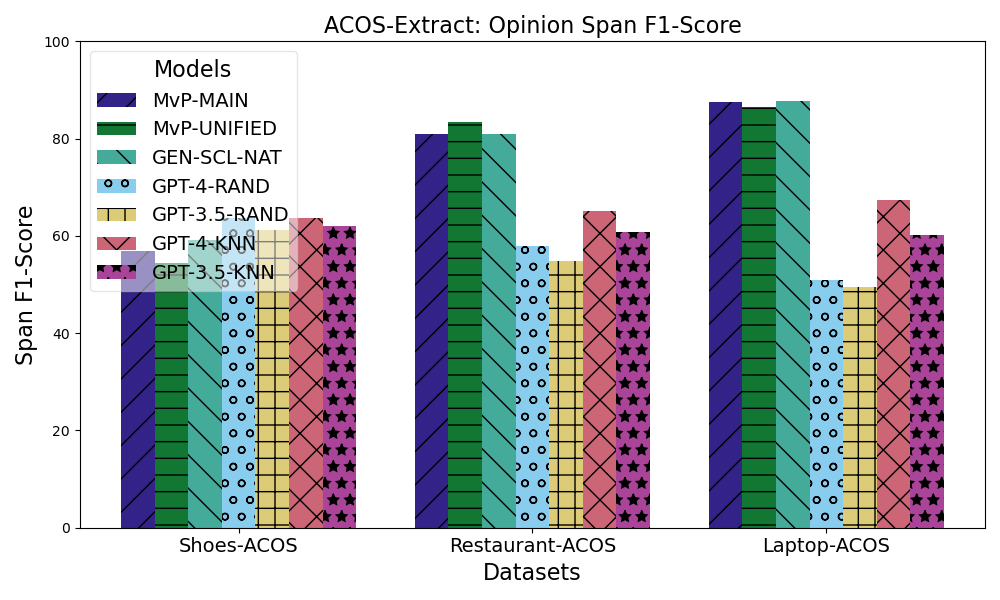 ACOS-Extract: Opinion Span F1-Score
Span F1-Score
100
80
60
40
20
0
Models
MvP-MAIN
MvP-UNIFIED
GEN-SCL-NAT
GPT-4-RAND
GPT-3.5-RAND
GPT-4-KNN
GPT-3.5-KNN
Shoes-ACOS
Restaurant-ACOS
Laptop-ACOS
Datasets